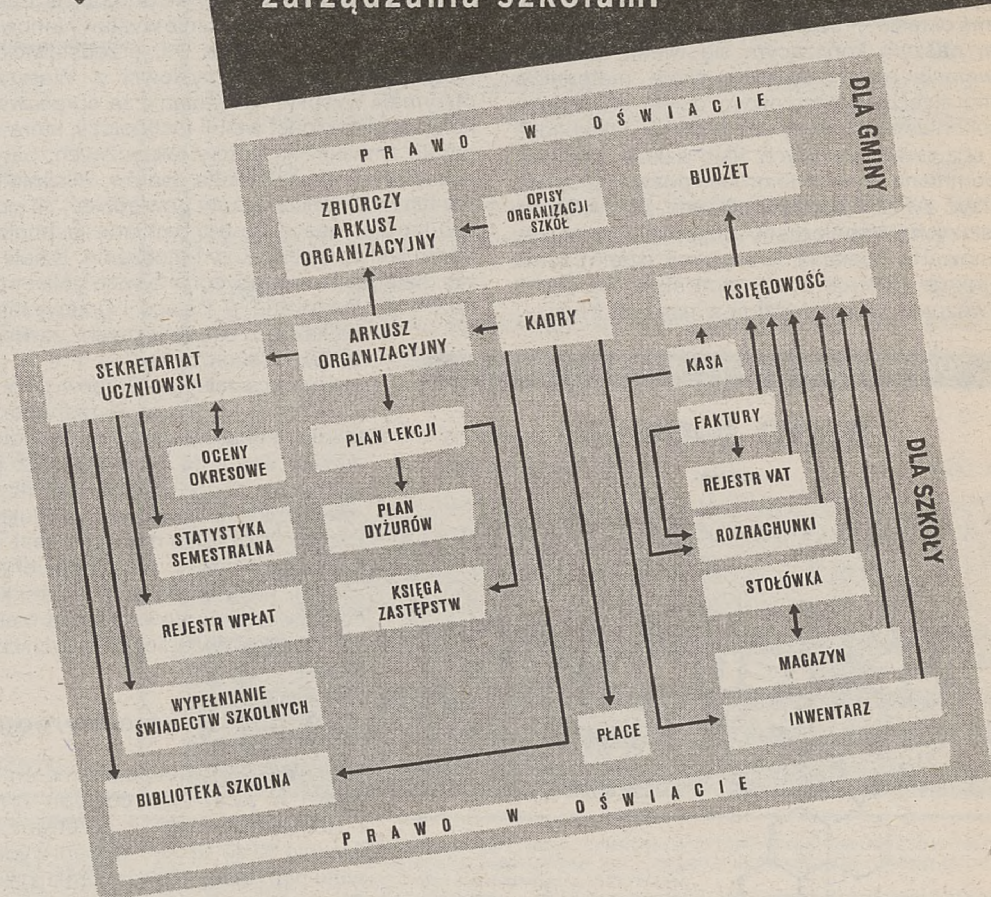 zarządzania szkołami
DLA GMINY
PRAWO W OŚWIACIE
ZBIORCZY
ARKUSZ
ORGANIZACYJNY
OPISY
ORGANIZACJI
SZKÓŁ
BUDŻET
DLA SZKOŁY
SEKRETARIAT
UCZNIOWSKI
ARKUSZ
ORGANIZACYJNY
KADRY
KSIĘGOWOŚĆ
KASA
OCENY
OKRESOWE
PLAN LEKCJI
FAKTURY
STATYSTYKA
SEMESTRALNA
PLAN
DYŻURÓW
REJESTR VAT
ROZRACHUNKI
REJESTR WPŁAT
KSIĘGA
ZASTĘPSTW
STOŁÓWKA
WYPEŁNIANIE
ŚWIADECTW SZKOLNYCH
MAGAZYN
PŁACE
INWENTARZ
BIBLIOTEKA SZKOLNA
PRAWO W OŚWIACIE